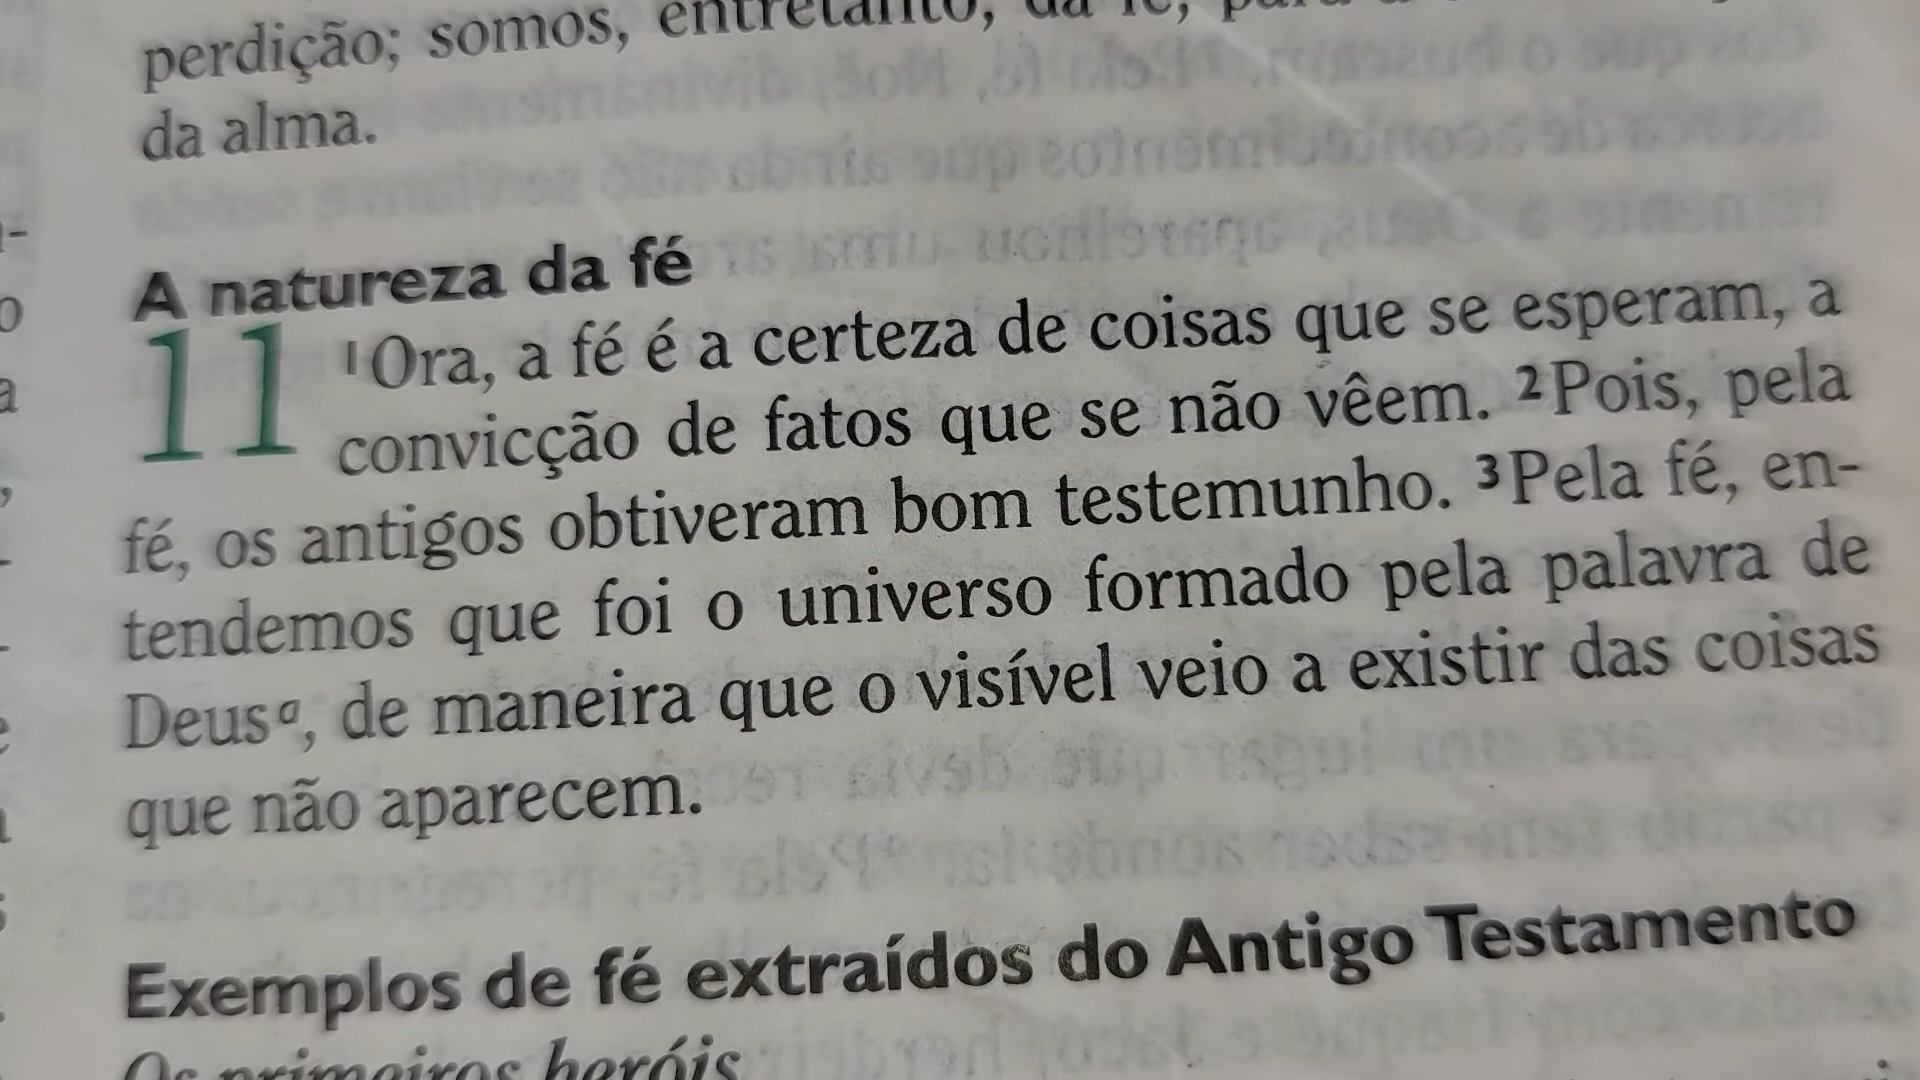 perdição; somos, entretanto, da fé,
da alma.
A natureza da fé
11 1Ora, a fé é a certeza de coisas que se esperam, a
convicção de fatos que se não vêem. 2Pois, pela
fé, os antigos obtiveram bom testemunho. 3Pela fé, en-
tendemos que foi o universo formado pela palavra de
Deusa, de maneira que o visível veio a existir das coisas
que não aparecem.
Exemplos de fé extraídos do Antigo Testamento
Os primeiros heróis